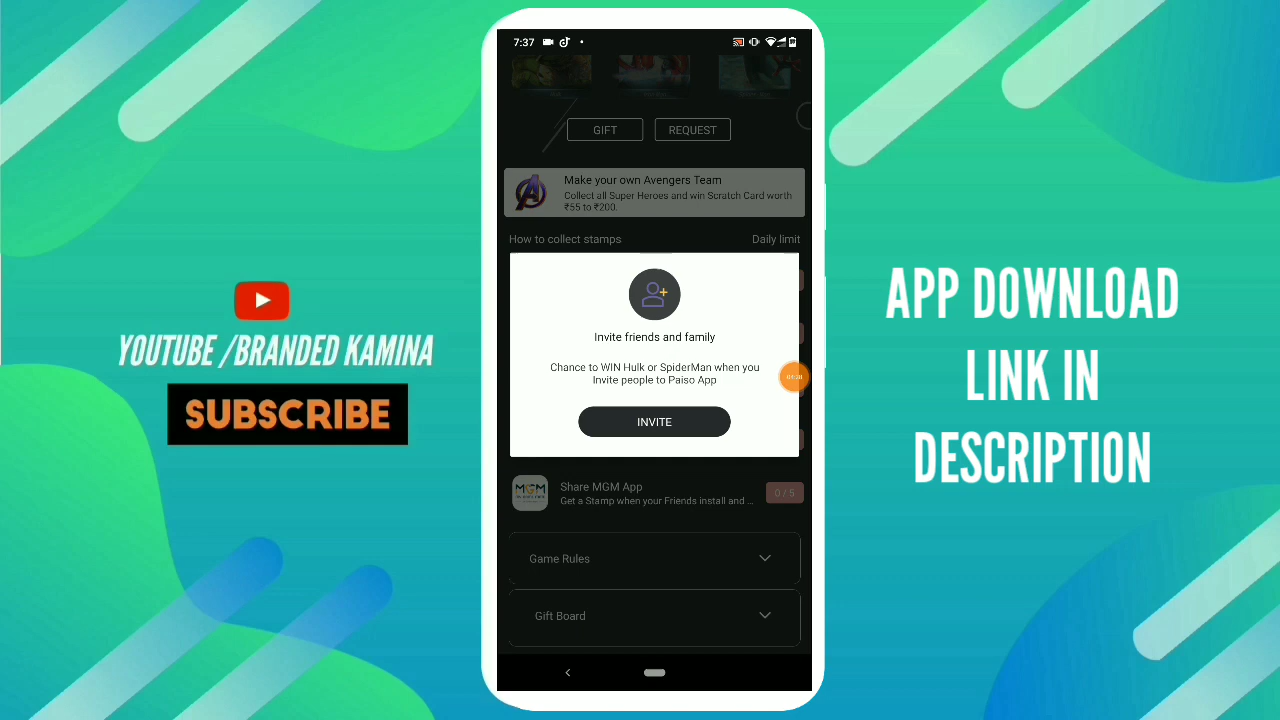 7:37
GIFT
REQUEST
Make your own Avengers Team
Collect all Super Heroes and win Scratch Card worth
₹55 to ₹200.
How to collect stamps
Daily limit
Invite friends and family
Chance to WIN Hulk or SpiderMan when you
Invite people to Paiso App
INVITE
MGM
Share MGM App
Get a Stamp when your Friends install and ...
0 / 5
Game Rules
Gift Board
YOUTUBE /BRANDED KAMINA
SUBSCRIBE
APP DOWNLOAD
LINK IN
DESCRIPTION